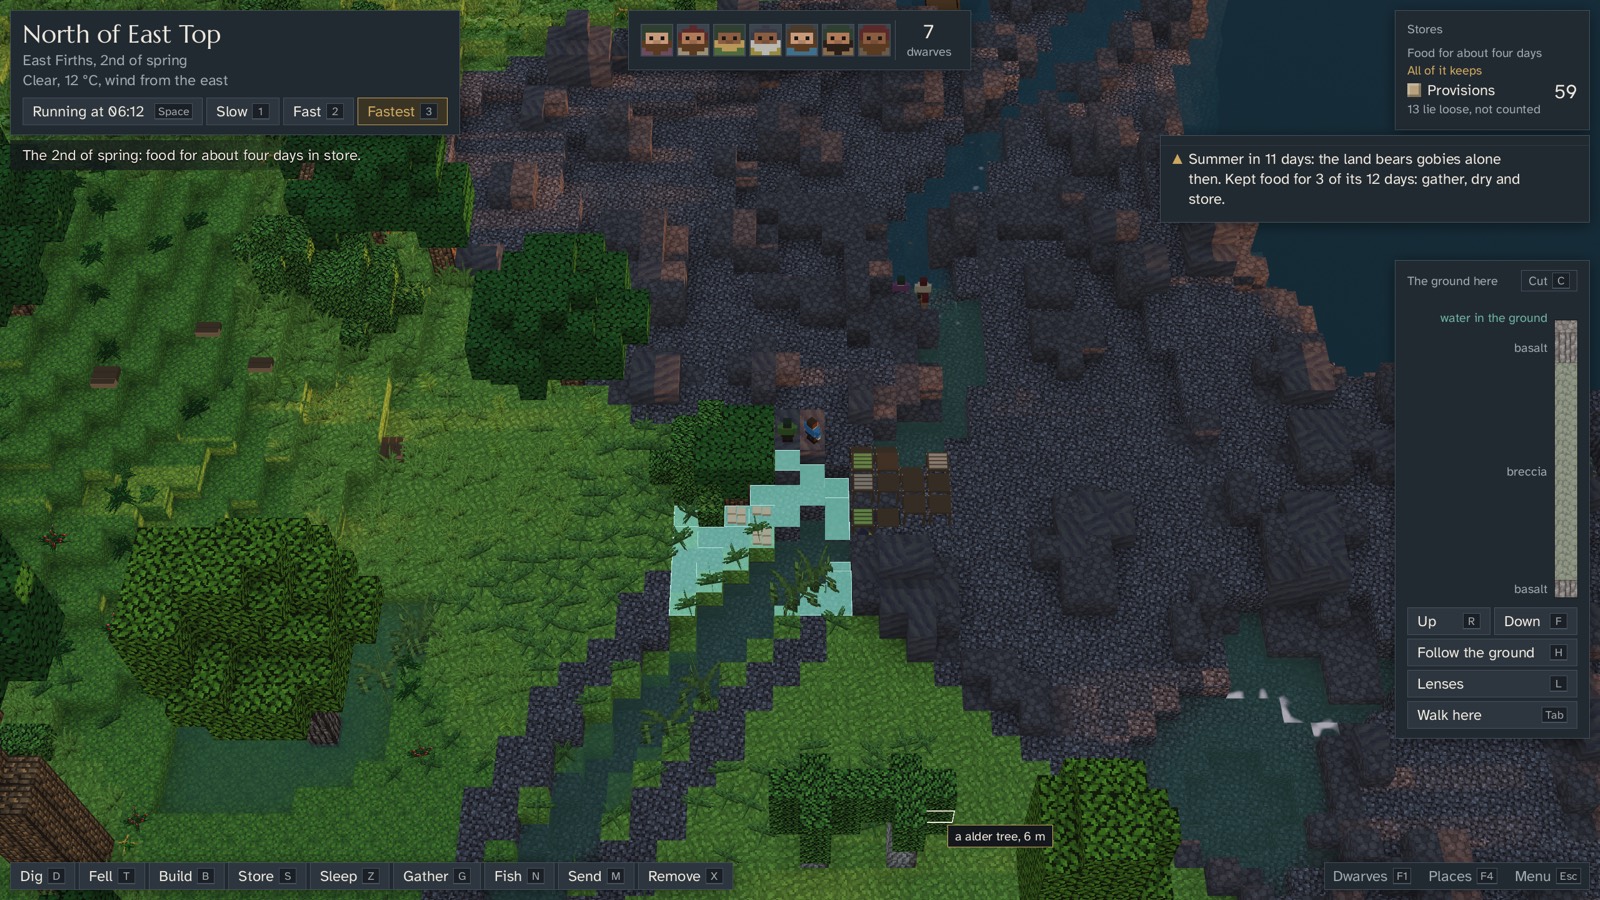 North of East Top
East Firths, 2nd of spring
Clear, 12 °C, wind from the east
Running at 06:12 Space Slow 1 Fast 2 Fastest 3
The 2nd of spring: food for about four days in store.
7
dwarves
Stores
Food for about four days
All of it keeps
Provisions 59
13 lie loose, not counted
Summer in 11 days: the land bears gobies alone
then. Kept food for 3 of its 12 days: gather, dry and
store.
The ground here Cut C
water in the ground
basalt
breccia
basalt
Up R Down F
Follow the ground H
Lenses L
Walk here Tab
a alder tree, 6 m
Dig D Fell T Build B Store S Sleep Z Gather G Fish N Send M Remove X
Dwarves F1 Places F4 Menu Esc